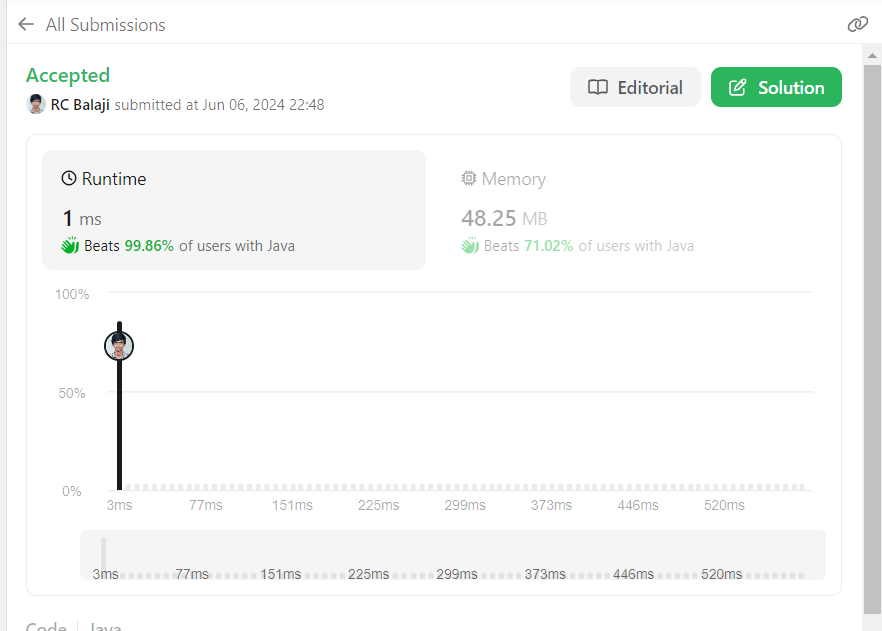 All Submissions
Accepted
RC Balaji submitted at Jun 06, 2024 22:48
Editorial
Solution
Runtime
1 ms
Beats 99.86% of users with Java
Memory
48.25 MB
Beats 71.02% of users with Java
100%
50%
0%
3ms 77ms 151ms 225ms 299ms 373ms 446ms 520ms
3ms 77ms 151ms 225ms 299ms 373ms 446ms 520ms
Code | Java